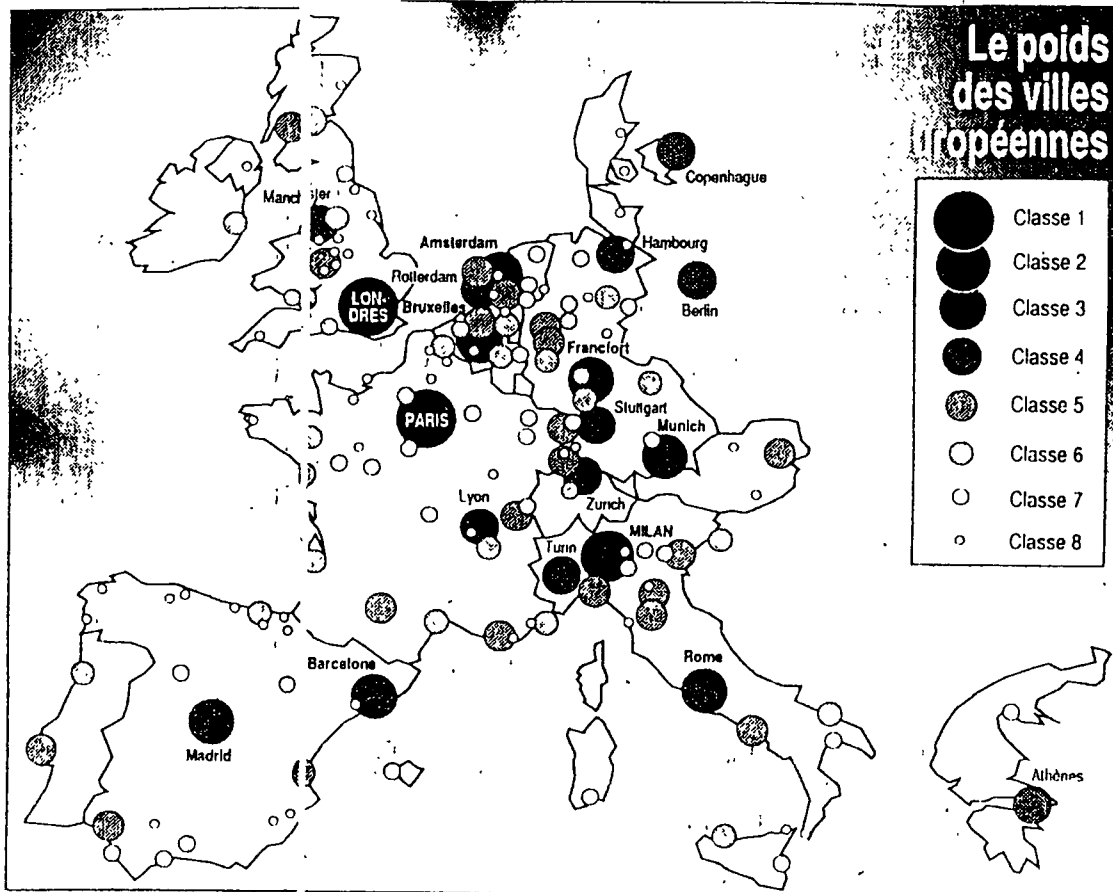 Le poids
des villes
uropéennes
Classe 1
Classe 2
Classe 3
Classe 4
Classe 5
Classe 6
Classe 7
Classe 8
Copenhague
Manchester
Amsterdam
Hambourg
Rotterdam
Berlin
LON-
DRES
Bruxelles
Francfort
PARIS
Stuttgart
Munich
Lyon
Zurich
MILAN
Turin
Barcelone
Rome
Madrid
Athènes